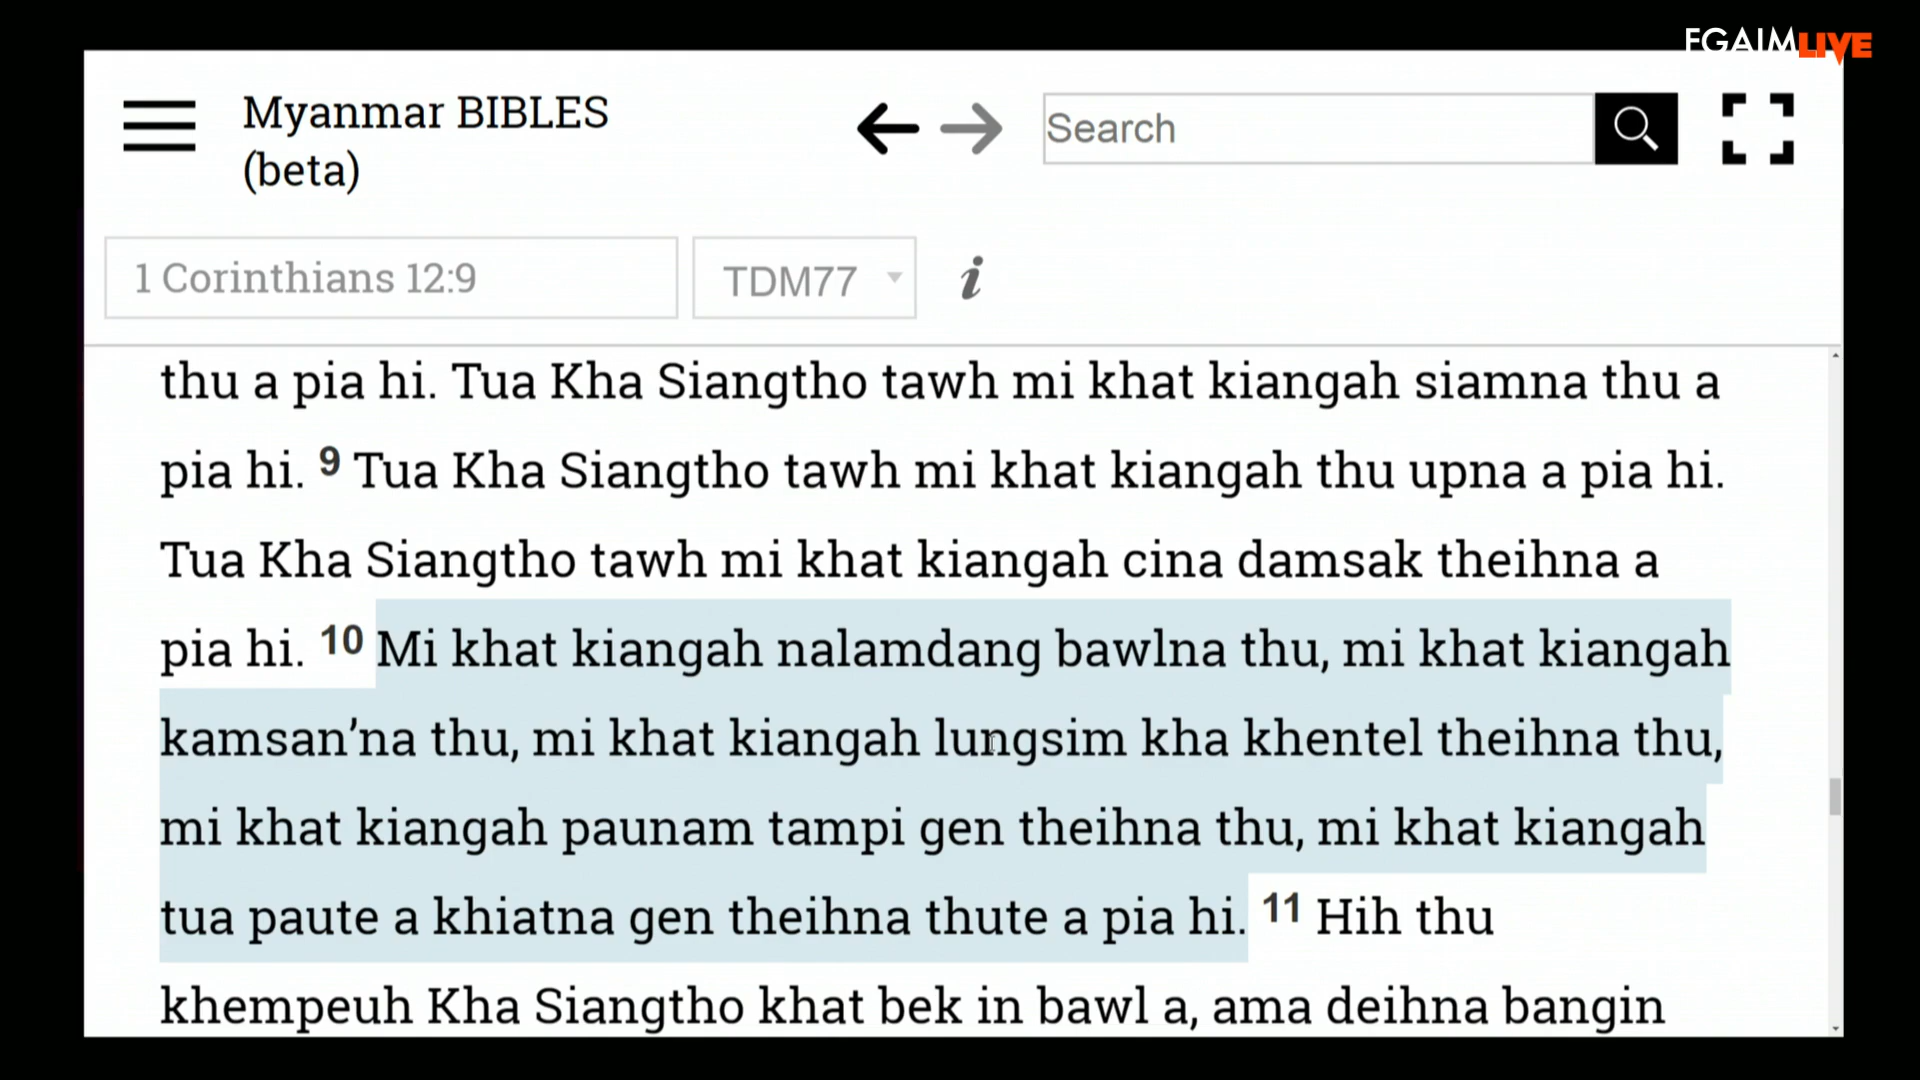 FGAIM LIVE
Myanmar BIBLES
(beta)
Search
1 Corinthians 12:9
TDM77
i
thu a pia hi. Tua Kha Siangtho tawh mi khat kiangah siamna thu a
pia hi. 9 Tua Kha Siangtho tawh mi khat kiangah thu upna a pia hi.
Tua Kha Siangtho tawh mi khat kiangah cina damsak theihna a
pia hi. 10 Mi khat kiangah nalamdang bawlna thu, mi khat kiangah
kamsan’na thu, mi khat kiangah lungsim kha khentel theihna thu,
mi khat kiangah paunam tampi gen theihna thu, mi khat kiangah
tua paute a khiatna gen theihna thute a pia hi. 11 Hih thu
khempeuh Kha Siangtho khat bek in bawl a, ama deihna bangin